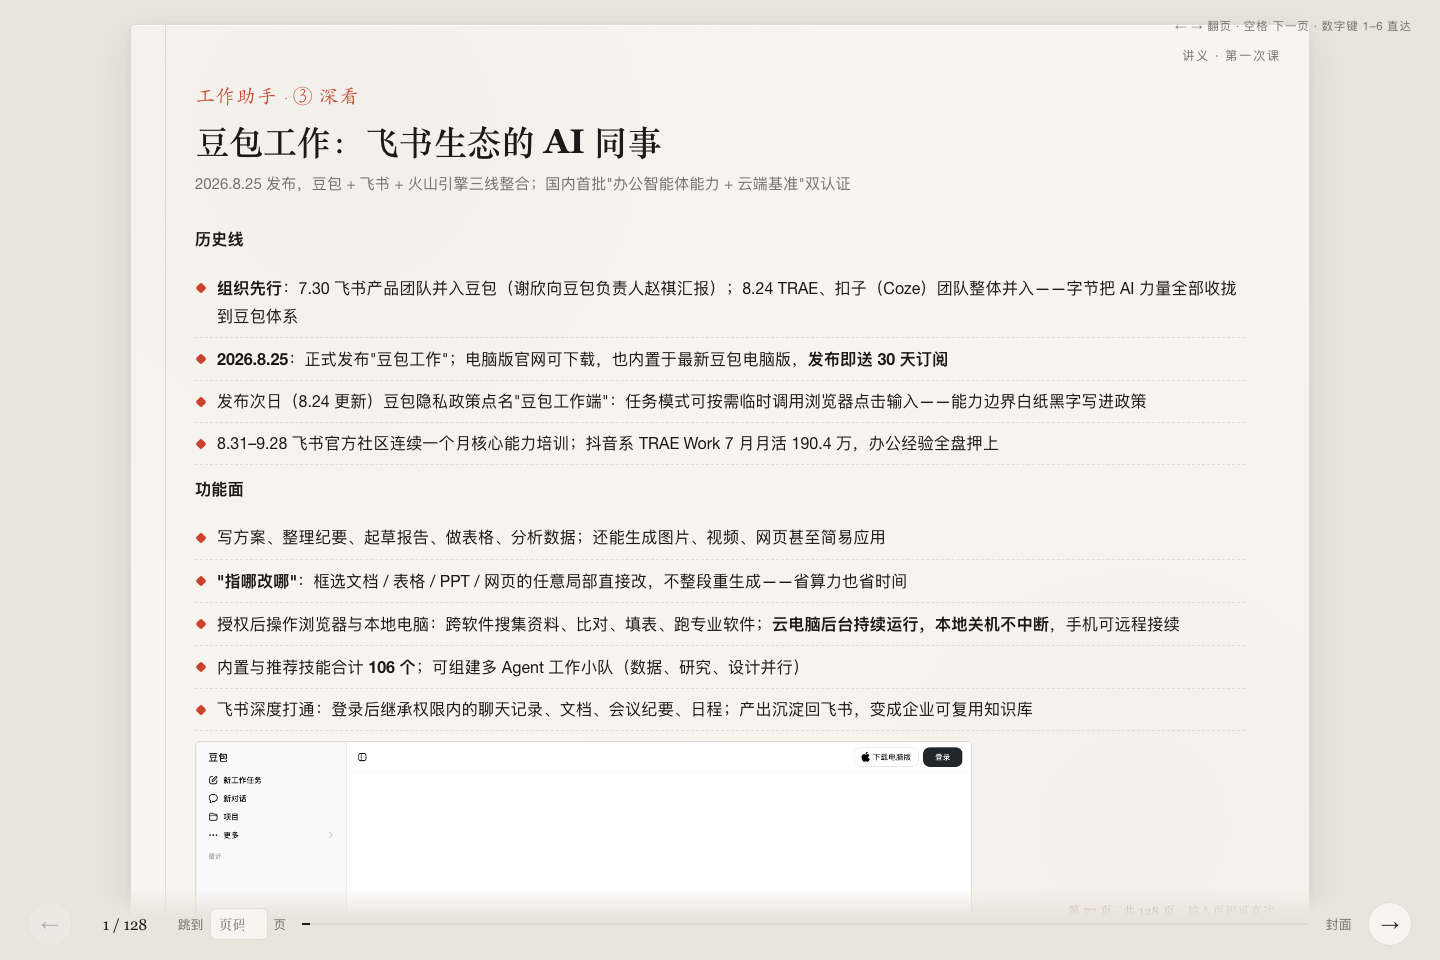 ←→ 翻页 · 空格 下一页 · 数字键 1–6 直达
讲义 · 第一次课
工作助手 · ③ 深看
豆包工作：飞书生态的 AI 同事
2026.8.25 发布，豆包 + 飞书 + 火山引擎三线整合；国内首批"办公智能体能力 + 云端基准"双认证
历史线
组织先行：7.30 飞书产品团队并入豆包（谢欣向豆包负责人赵祺汇报）；8.24 TRAE、扣子（Coze）团队整体并入——字节把 AI 力量全部收拢
到豆包体系
2026.8.25：正式发布"豆包工作"；电脑版官网可下载，也内置于最新豆包电脑版，发布即送 30 天订阅
发布次日（8.24 更新）豆包隐私政策点名"豆包工作端"：任务模式可按需临时调用浏览器点击输入——能力边界白纸黑字写进政策
8.31–9.28 飞书官方社区连续一个月核心能力培训；抖音系 TRAE Work 7 月月活 190.4 万，办公经验全盘押上
功能面
写方案、整理纪要、起草报告、做表格、分析数据；还能生成图片、视频、网页甚至简易应用
"指哪改哪"：框选文档 / 表格 / PPT / 网页的任意局部直接改，不整段重生成——省算力也省时间
授权后操作浏览器与本地电脑：跨软件搜集资料、比对、填表、跑专业软件；云电脑后台持续运行，本地关机不中断，手机可远程接续
内置与推荐技能合计 106 个；可组建多 Agent 工作小队（数据、研究、设计并行）
飞书深度打通：登录后继承权限内的聊天记录、文档、会议纪要、日程；产出沉淀回飞书，变成企业可复用知识库
豆包
下载电脑版
登录
新工作任务
新对话
项目
更多
最近
第 77 页 · 共 128 页 · 输入页码可直达
← 1 / 128 跳到 页码 页 封面 →